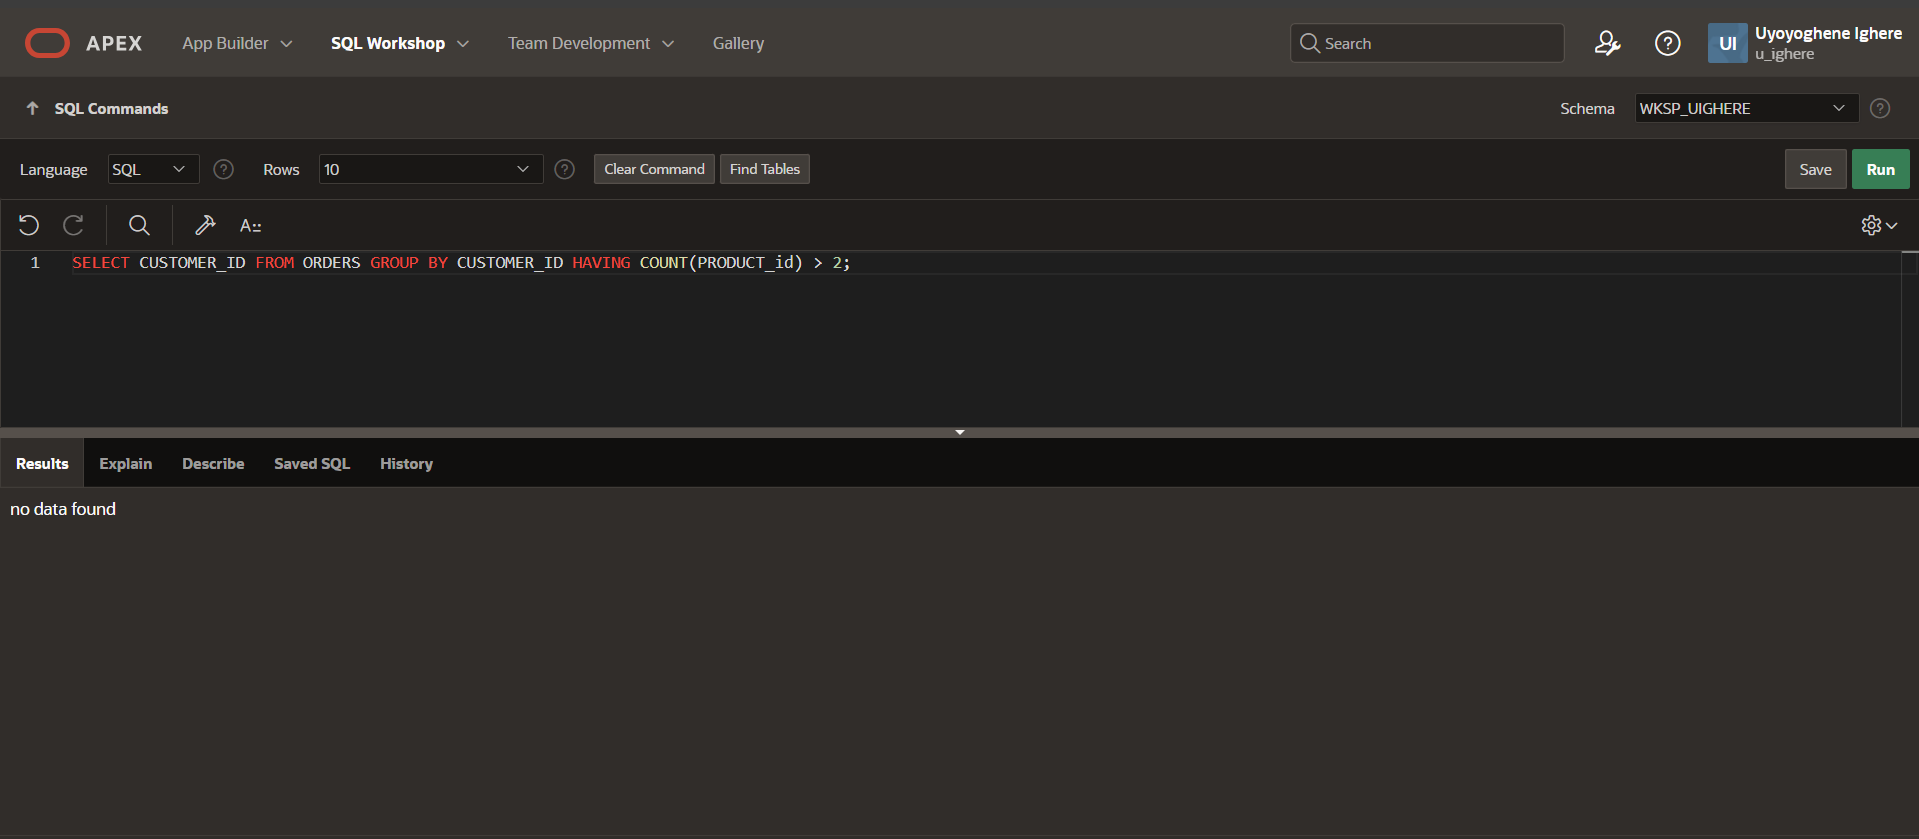 APEX App Builder SQL Workshop Team Development Gallery Search ? UI Uyoyoghene Ighere
u_ighere
SQL Commands Schema WKSP_UIGHERE ?
Language SQL ? Rows 10 ? Clear Command Find Tables Save Run
A::
1 SELECT CUSTOMER_ID FROM ORDERS GROUP BY CUSTOMER_ID HAVING COUNT(PRODUCT_id) > 2;
Results Explain Describe Saved SQL History
no data found